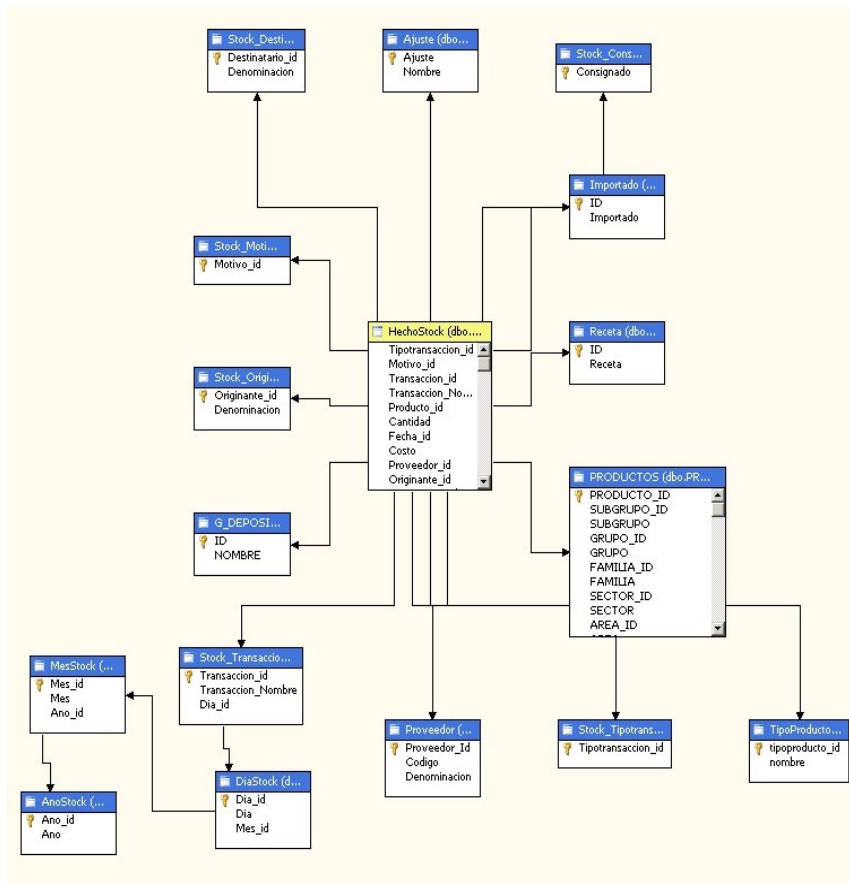 Stock_Desti...
Destinatario_id
Denominacion
Ajuste (dbo...
Ajuste
Nombre
Stock_Cons...
Consignado
Importado (...
ID
Importado
Stock_Moti...
Motivo_id
HechoStock (dbo....
Tipotransaccion_id
Motivo_id
Transaccion_id
Transaccion_No...
Producto_id
Cantidad
Fecha_id
Costo
Proveedor_id
Originante_id
Receta (dbo...
ID
Receta
Stock_Origi...
Originante_id
Denominacion
PRODUCTOS (dbo.PR...
PRODUCTO_ID
SUBGRUPO_ID
SUBGRUPO
GRUPO_ID
GRUPO
FAMILIA_ID
FAMILIA
SECTOR_ID
SECTOR
AREA_ID
G_DEPOSI...
ID
NOMBRE
MesStock (...
Mes_id
Mes
Ano_id
Stock_Transaccio...
Transaccion_id
Transaccion_Nombre
Dia_id
Proveedor (...
Proveedor_Id
Codigo
Denominacion
Stock_Tipotrans...
Tipotransaccion_id
TipoProducto...
tipoproducto_id
nombre
AnoStock (...
Ano_id
Ano
DiaStock (d...
Dia_id
Dia
Mes_id